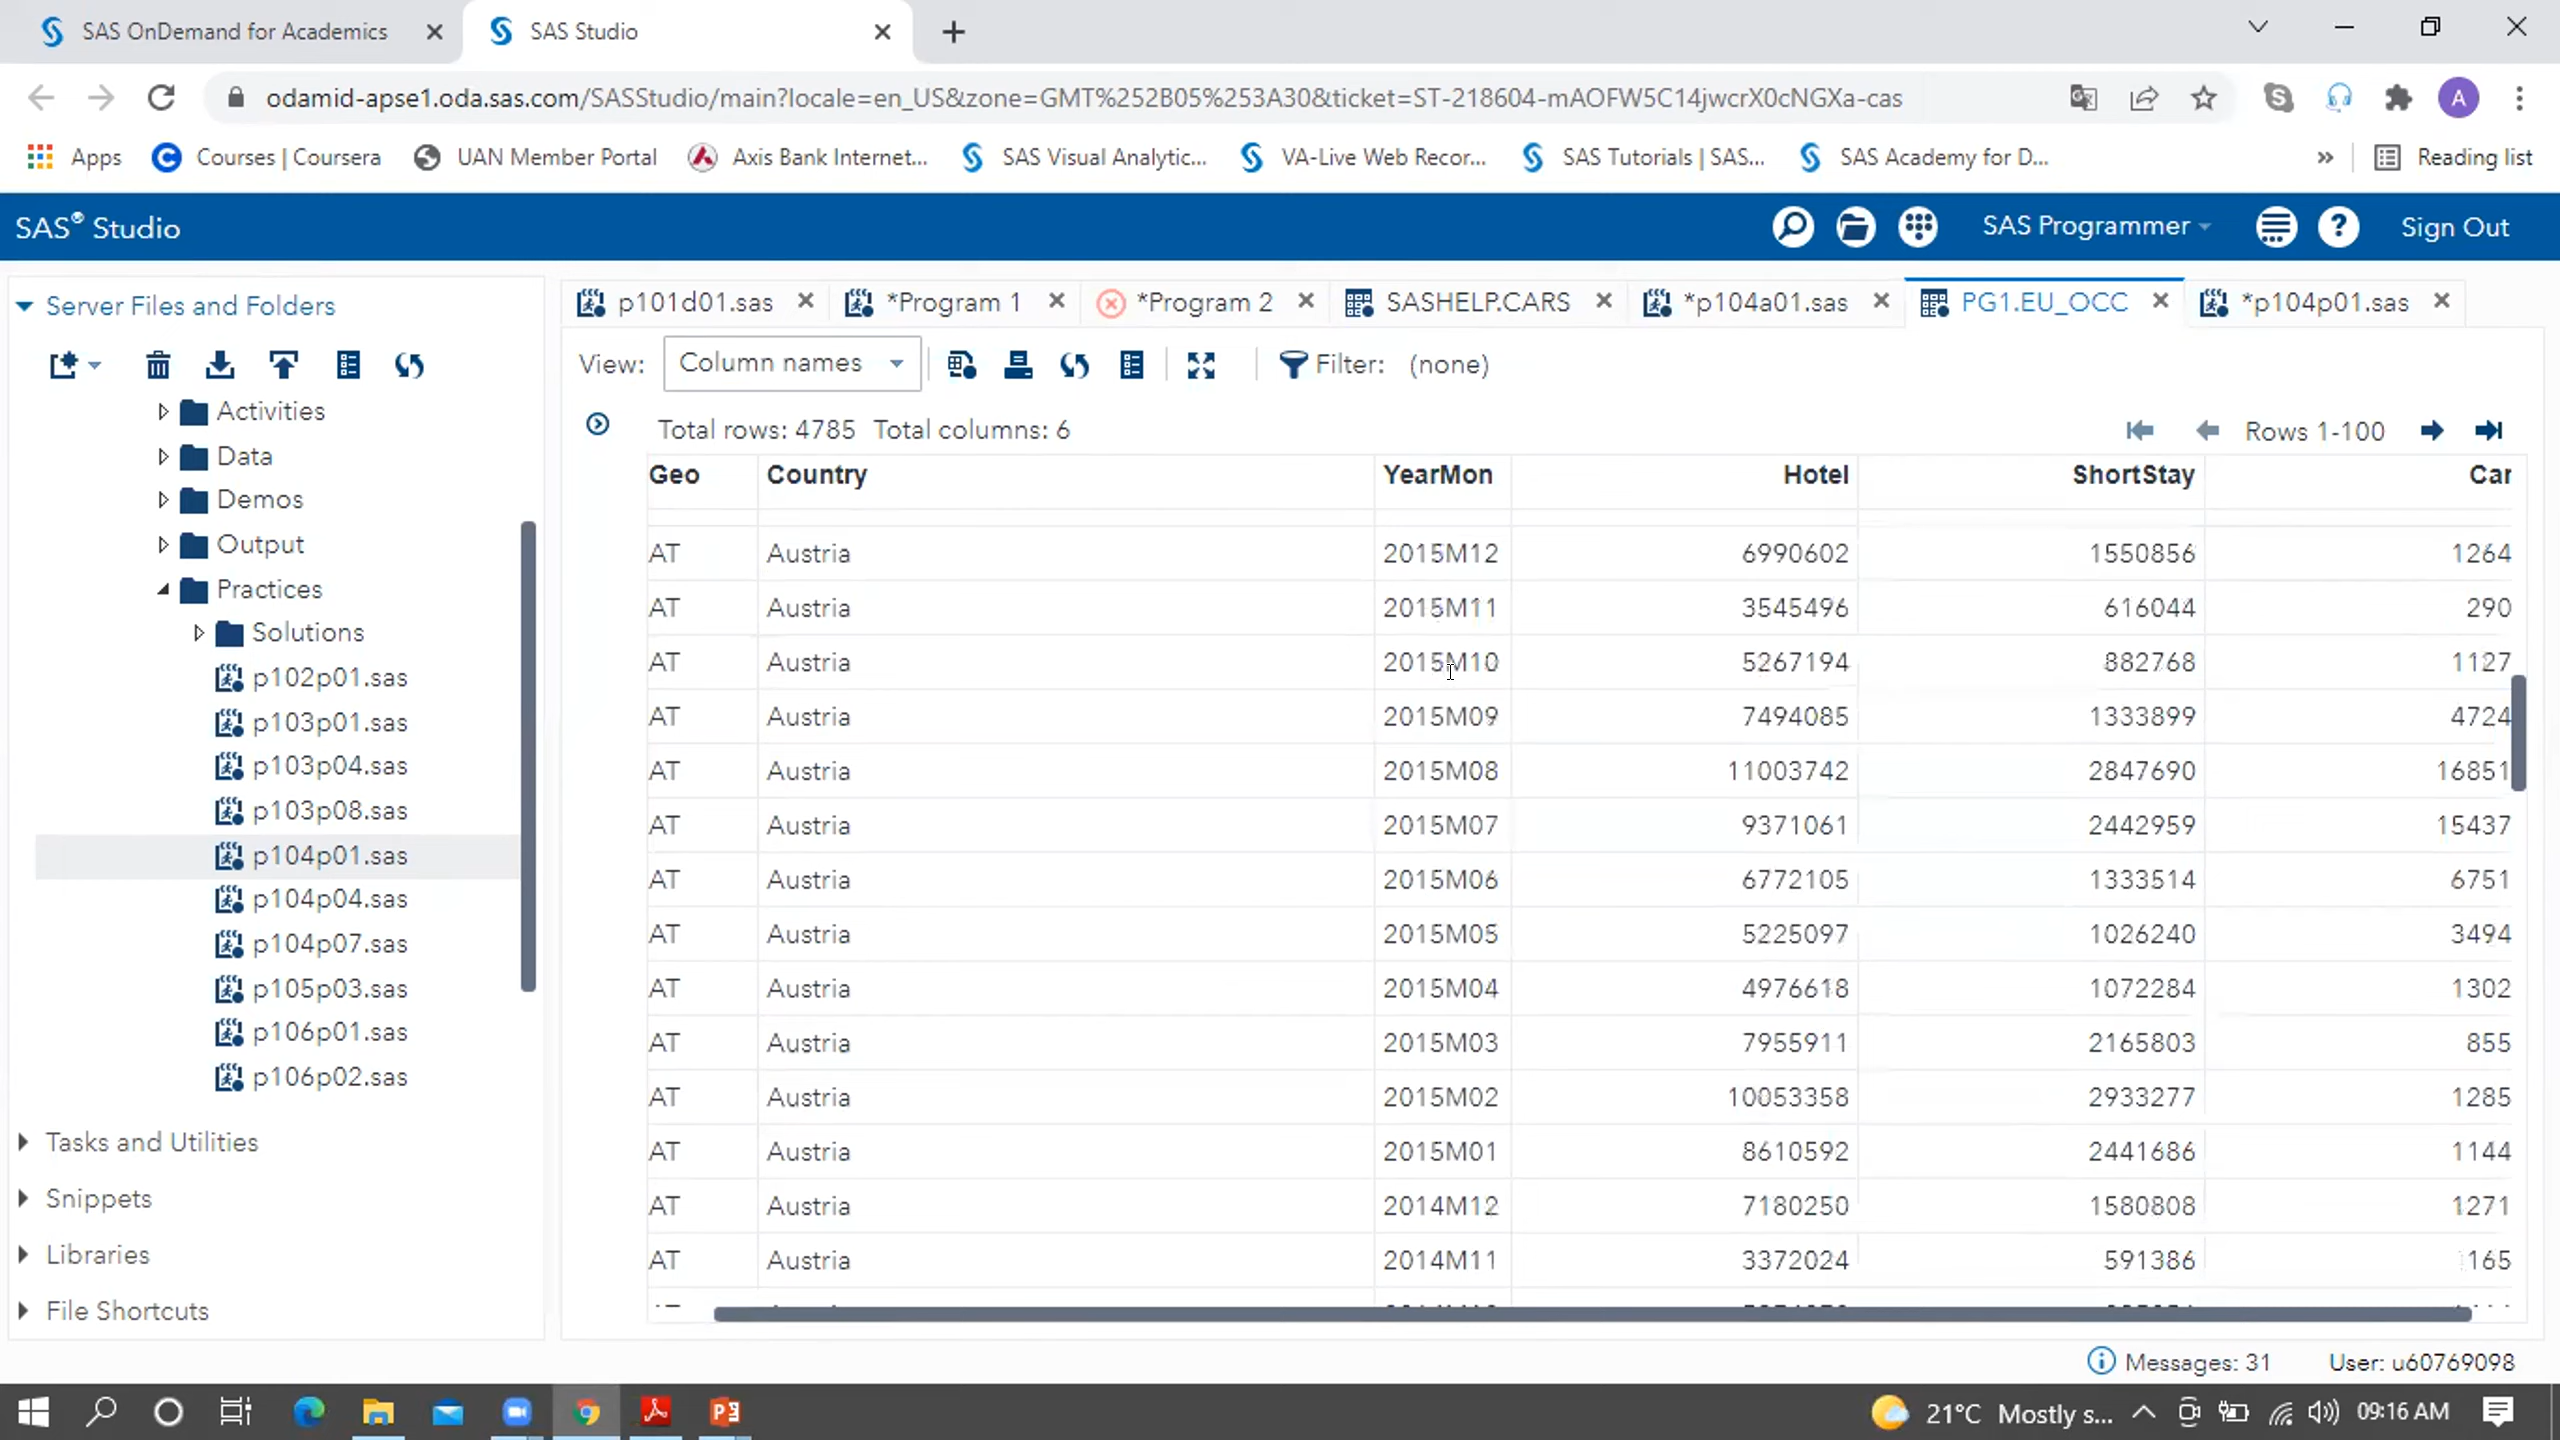 SAS OnDemand for Academics
SAS Studio
odamid-apse1.oda.sas.com/SASStudio/main?locale=en_US&zone=GMT%252B05%253A30&ticket=ST-218604-mAOFW5C14jwcrX0cNGXa-cas
A
Apps
Courses | Coursera
UAN Member Portal
Axis Bank Internet...
SAS Visual Analytic...
VA-Live Web Recor...
SAS Tutorials | SAS...
SAS Academy for D...
»
Reading list
SAS® Studio
SAS Programmer
Sign Out
Server Files and Folders
Activities
Data
Demos
Output
Practices
Solutions
p102p01.sas
p103p01.sas
p103p04.sas
p103p08.sas
p104p01.sas
p104p04.sas
p104p07.sas
p105p03.sas
p106p01.sas
p106p02.sas
Tasks and Utilities
Snippets
Libraries
File Shortcuts
p101d01.sas
*Program 1
*Program 2
SASHELP.CARS
*p104a01.sas
PG1.EU_OCC
*p104p01.sas
View: Column names Filter: (none)
Total rows: 4785 Total columns: 6 Rows 1-100
Geo Country YearMon Hotel ShortStay Car
AT Austria 2015M12 6990602 1550856 1264
AT Austria 2015M11 3545496 616044 290
AT Austria 2015M10 5267194 882768 1127
AT Austria 2015M09 7494085 1333899 4724
AT Austria 2015M08 11003742 2847690 16851
AT Austria 2015M07 9371061 2442959 15437
AT Austria 2015M06 6772105 1333514 6751
AT Austria 2015M05 5225097 1026240 3494
AT Austria 2015M04 4976618 1072284 1302
AT Austria 2015M03 7955911 2165803 855
AT Austria 2015M02 10053358 2933277 1285
AT Austria 2015M01 8610592 2441686 1144
AT Austria 2014M12 7180250 1580808 1271
AT Austria 2014M11 3372024 591386 165
Messages: 31 User: u60769098
21°C Mostly s... 09:16 AM